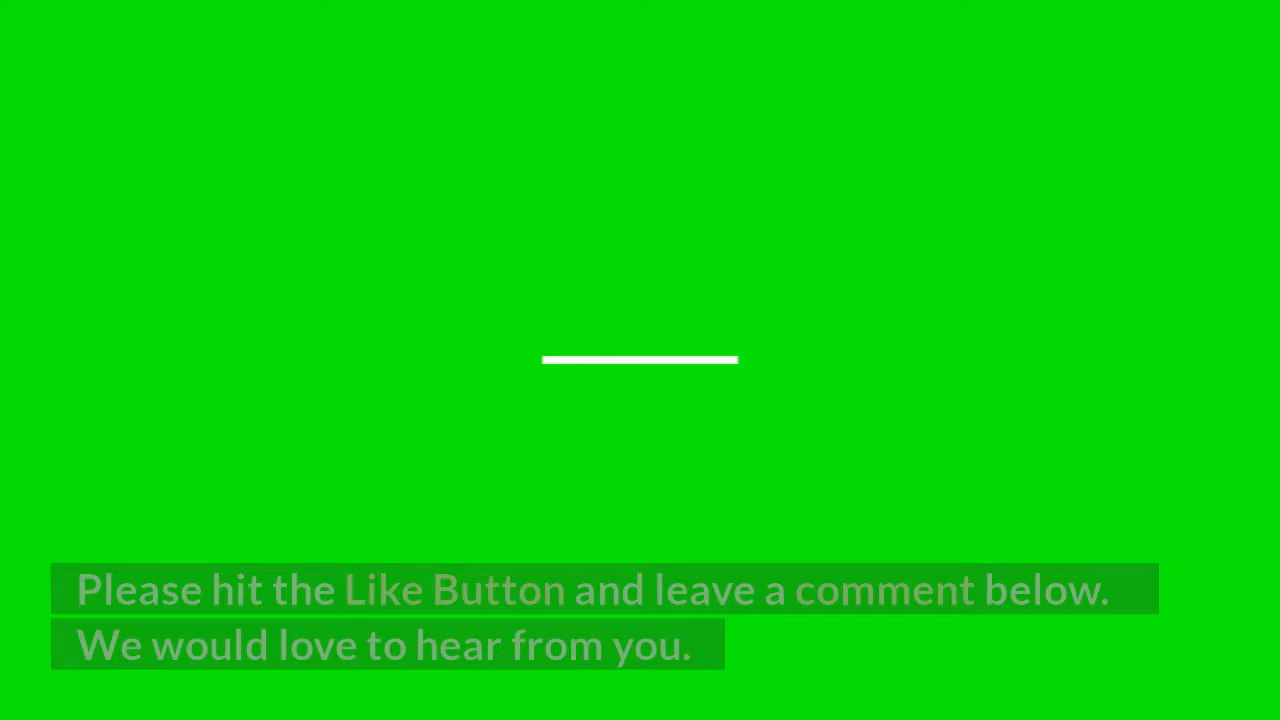 Please hit the Like Button and leave a comment below.
We would love to hear from you.